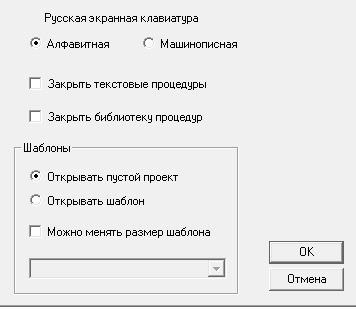 Русская экранная клавиатура
Алфавитная Машинописная
Закрыть текстовые процедуры
Закрыть библиотеку процедур
Шаблоны
Открывать пустой проект
Открывать шаблон
Можно менять размер шаблона
OK
Отмена